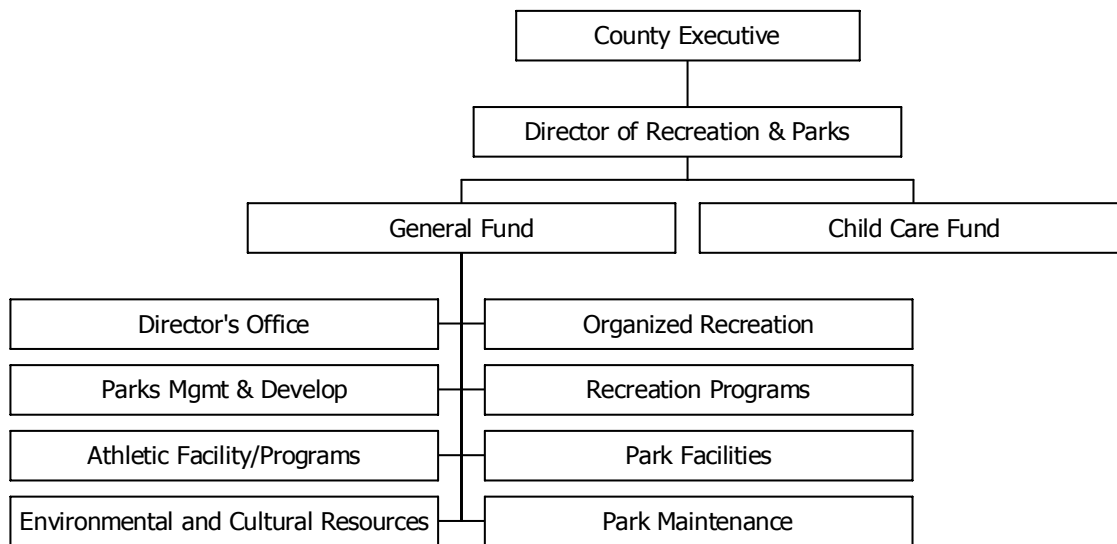 County Executive
Director of Recreation & Parks
General Fund
Child Care Fund
Director's Office
Organized Recreation
Parks Mgmt & Develop
Recreation Programs
Athletic Facility/Programs
Park Facilities
Environmental and Cultural Resources
Park Maintenance